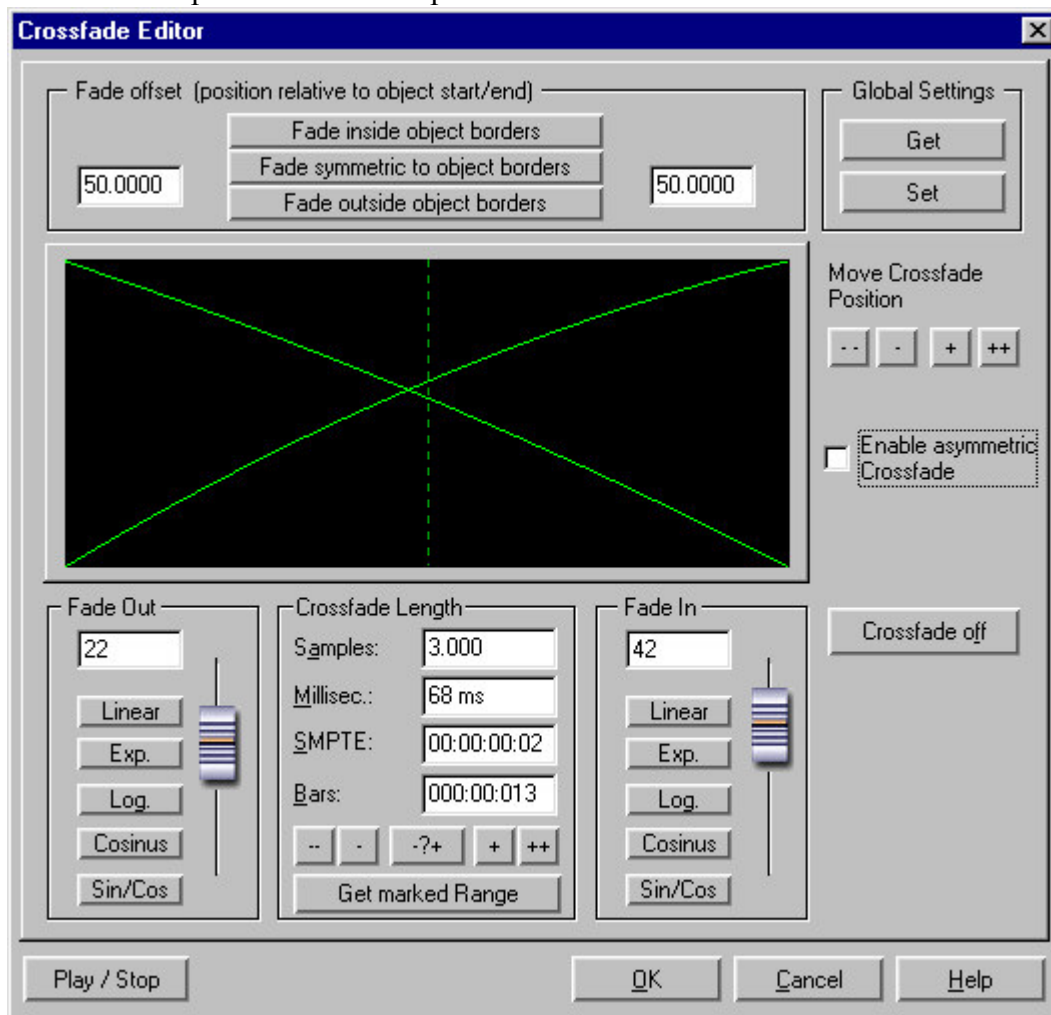 Crossfade Editor
Fade offset (position relative to object start/end)
Global Settings
Fade inside object borders
Get
50.0000
Fade symmetric to object borders
50.0000
Set
Fade outside object borders
Move Crossfade
Position
-- - + ++
Enable asymmetric
Crossfade
Fade Out
Crossfade Length
Fade In
Crossfade off
22
Samples: 3.000
42
Linear
Millisec.: 68 ms
Linear
Exp.
SMPTE: 00:00:00:02
Exp.
Log.
Bars: 000:00:013
Log.
Cosinus
-- - -?+ + ++
Cosinus
Sin/Cos
Get marked Range
Sin/Cos
Play / Stop
OK
Cancel
Help